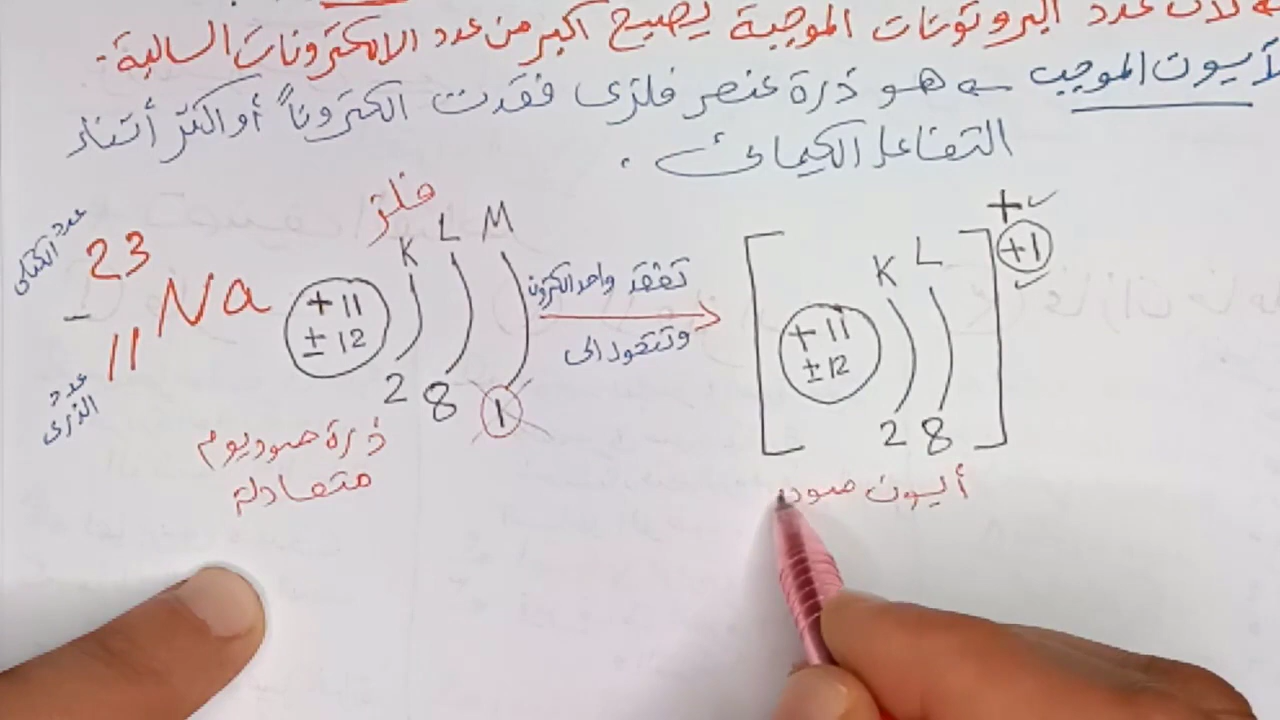 لأن عدد البروتونات الموجبة يصبح أكبر من عدد الالكترونات السالبة.
الأيون الموجب هو ذرة عنصر فلزى فقدت الكتروناً أو اكثر أثناء
التفاعل الكيمائى .
عدد الكتلى
23
Na
11
عدد الذرى
فلز
K L M
+11
±12
2 8 1
ذرة صوديوم
متعادلة
تفقد واحد الكترون
وتتحول الى
K L
+11
±12
2 8
+
+1
أيون صود